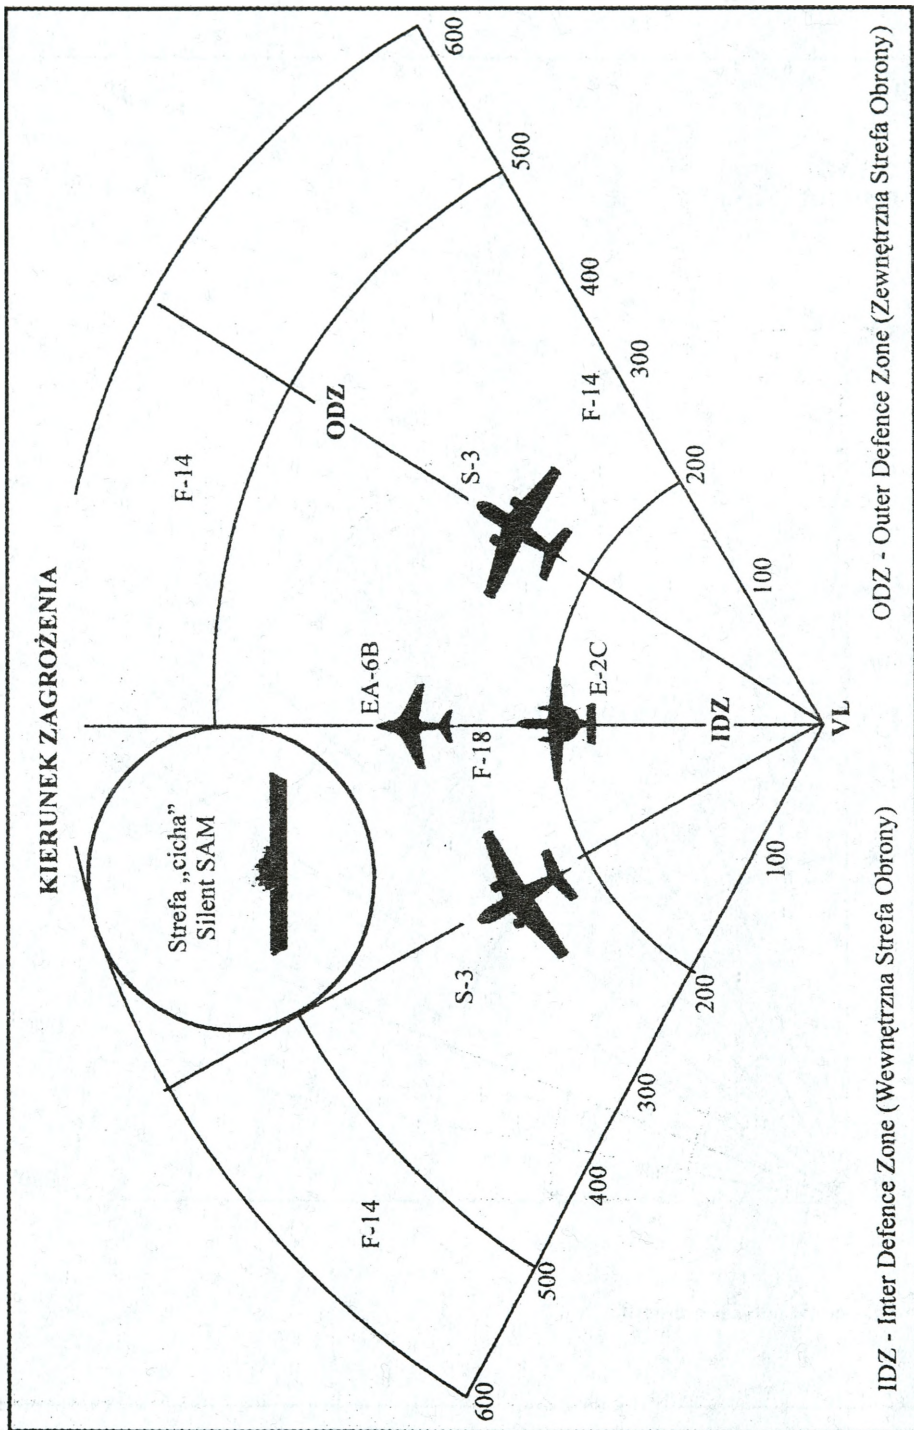 KIERUNEK ZAGROŻENIA
Strefa „cicha”
Silent SAM
F-14
F-14
600
500
ODZ
EA-6B
S-3
S-3
F-18
F-14
400
300
E-2C
200
200
100
100
300
400
500
600
IDZ
VL
IDZ - Inter Defence Zone (Wewnętrzna Strefa Obrony)
ODZ - Outer Defence Zone (Zewnętrzna Strefa Obrony)